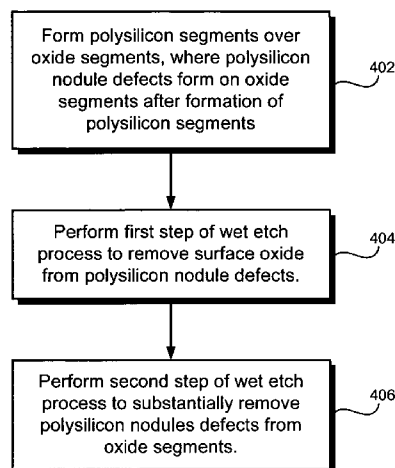 Form polysilicon segments over
oxide segments, where polysilicon
nodule defects form on oxide
segments after formation of
polysilicon segments
402
Perform first step of wet etch
process to remove surface oxide
from polysilicon nodule defects.
404
Perform second step of wet etch
process to substantially remove
polysilicon nodules defects from
oxide segments.
406